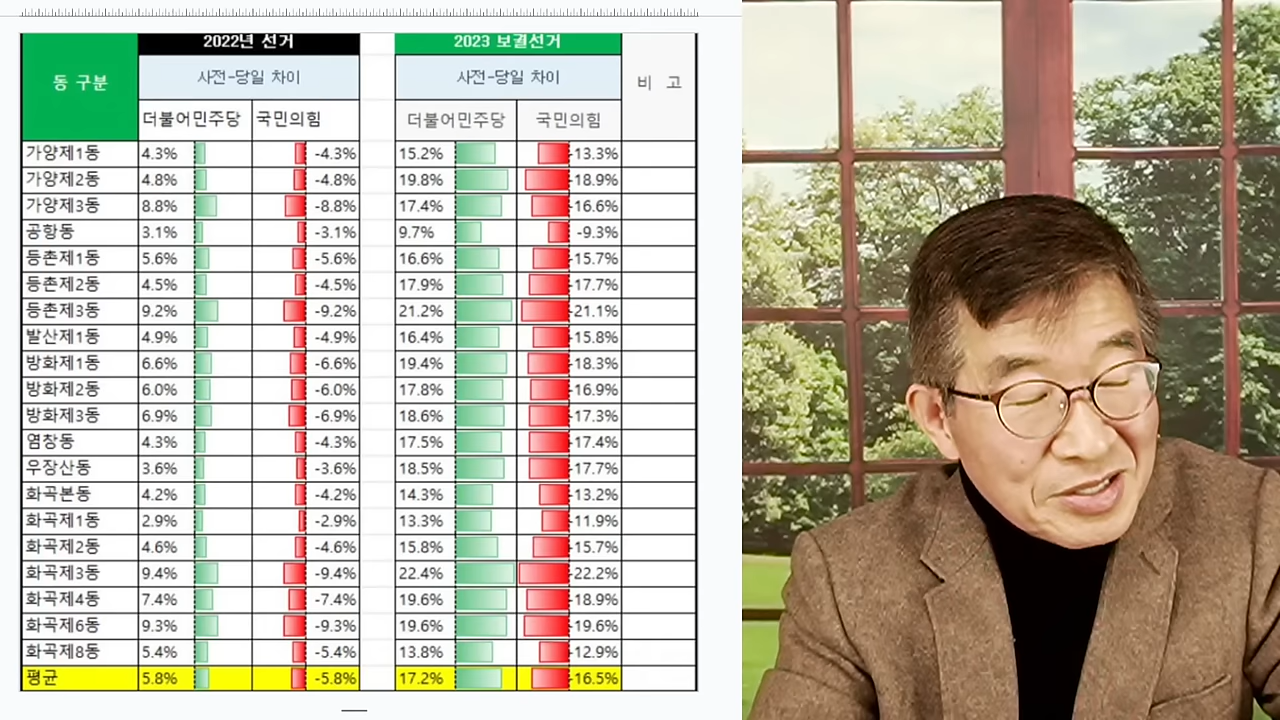 2022년 선거 2023 보궐선거
동 구분 사전-당일 차이 사전-당일 차이 비 고
더불어민주당 국민의힘 더불어민주당 국민의힘
가양제1동 4.3% -4.3% 15.2% -13.3%
가양제2동 4.8% -4.8% 19.8% -18.9%
가양제3동 8.8% -8.8% 17.4% -16.6%
공항동 3.1% -3.1% 9.7% -9.3%
등촌제1동 5.6% -5.6% 16.6% -15.7%
등촌제2동 4.5% -4.5% 17.9% -17.7%
등촌제3동 9.2% -9.2% 21.2% -21.1%
발산제1동 4.9% -4.9% 16.4% -15.8%
방화제1동 6.6% -6.6% 19.4% -18.3%
방화제2동 6.0% -6.0% 17.8% -16.9%
방화제3동 6.9% -6.9% 18.6% -17.3%
염창동 4.3% -4.3% 17.5% -17.4%
우장산동 3.6% -3.6% 18.5% -17.7%
화곡본동 4.2% -4.2% 14.3% -13.2%
화곡제1동 2.9% -2.9% 13.3% -11.9%
화곡제2동 4.6% -4.6% 15.8% -15.7%
화곡제3동 9.4% -9.4% 22.4% -22.2%
화곡제4동 7.4% -7.4% 19.6% -18.9%
화곡제6동 9.3% -9.3% 19.6% -19.6%
화곡제8동 5.4% -5.4% 13.8% -12.9%
평균 5.8% -5.8% 17.2% -16.5%